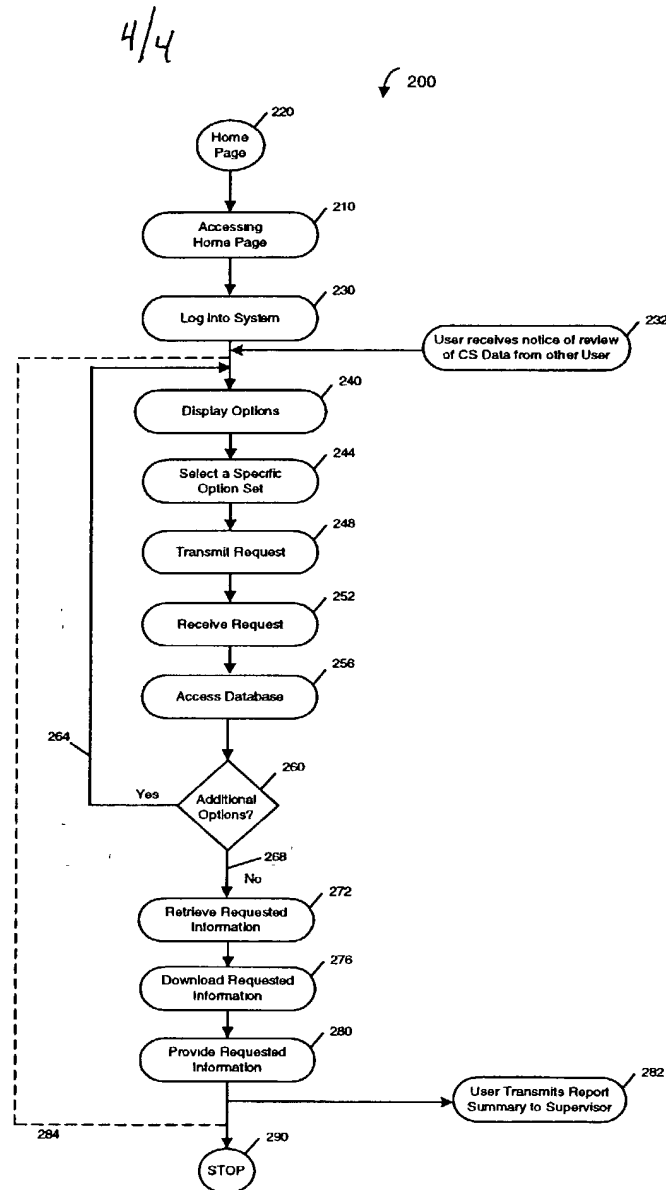 4/4
200
220
Home
Page
210
Accessing
Home Page
230
Log Into System
232
User receives notice of review
of CS Data from other User
240
Display Options
244
Select a Specific
Option Set
248
Transmit Request
252
Receive Request
256
Access Database
264
260
Yes
Additional
Options?
268
No
272
Retrieve Requested
Information
276
Download Requested
Information
280
Provide Requested
Information
282
User Transmits Report
Summary to Supervisor
284
290
STOP